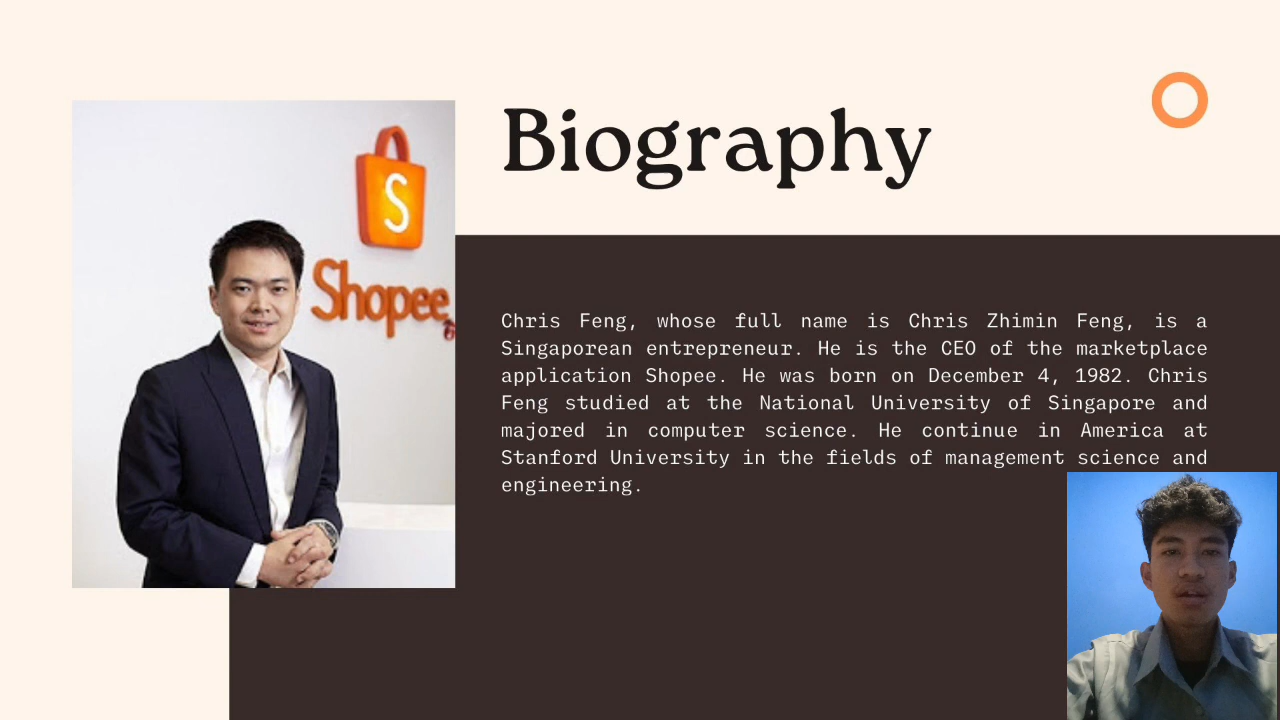 Biography
S
Shopee
Chris Feng, whose full name is Chris Zhimin Feng, is a
Singaporean entrepreneur. He is the CEO of the marketplace
application Shopee. He was born on December 4, 1982. Chris
Feng studied at the National University of Singapore and
majored in computer science. He continue in America at
Stanford University in the fields of management science and
engineering.